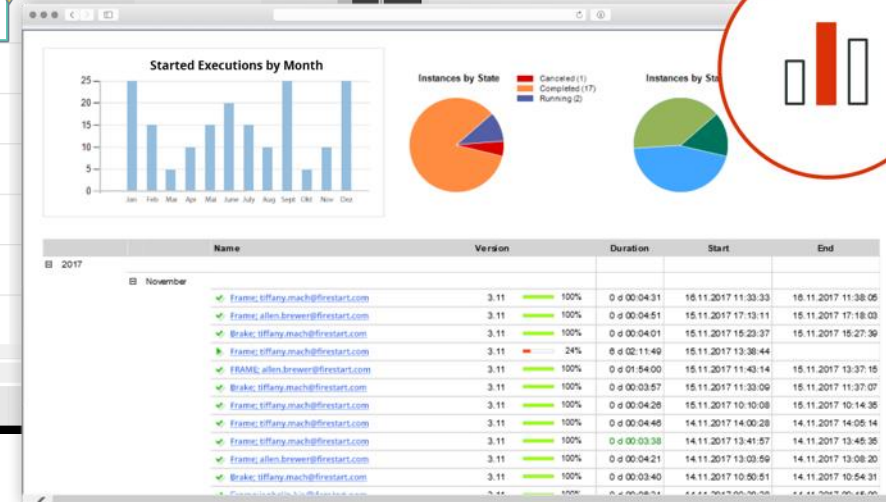 Started Executions by Month
25
20
15
10
5
0
Jan Feb Mar Apr Mai June July Aug Sept Okt Nov Dez
Instances by State
Canceled (1)
Completed (17)
Running (2)
Instances by Sta
Name Version Duration Start End
2017
November
Frame; tiffany.mach@firestart.com 3.11 100% 0 d 00:04:31 16.11.2017 11:33:33 16.11.2017 11:38:05
Frame; allen.brewer@firestart.com 3.11 100% 0 d 00:04:51 15.11.2017 17:13:11 15.11.2017 17:18:03
Brake; tiffany.mach@firestart.com 3.11 100% 0 d 00:04:01 15.11.2017 15:23:37 15.11.2017 15:27:39
Frame; tiffany.mach@firestart.com 3.11 24% 6 d 02:11:49 15.11.2017 13:38:44
FRAME; allen.brewer@firestart.com 3.11 100% 0 d 01:54:00 15.11.2017 11:43:14 15.11.2017 13:37:15
Brake; tiffany.mach@firestart.com 3.11 100% 0 d 00:03:57 15.11.2017 11:33:09 15.11.2017 11:37:07
Frame; tiffany.mach@firestart.com 3.11 100% 0 d 00:04:26 15.11.2017 10:10:08 15.11.2017 10:14:35
Frame; tiffany.mach@firestart.com 3.11 100% 0 d 00:04:46 14.11.2017 14:00:28 14.11.2017 14:05:14
Frame; tiffany.mach@firestart.com 3.11 100% 0 d 00:03:38 14.11.2017 13:41:57 14.11.2017 13:45:35
Frame; allen.brewer@firestart.com 3.11 100% 0 d 00:04:21 14.11.2017 13:03:59 14.11.2017 13:08:20
Brake; tiffany.mach@firestart.com 3.11 100% 0 d 00:03:40 14.11.2017 10:50:51 14.11.2017 10:54:31